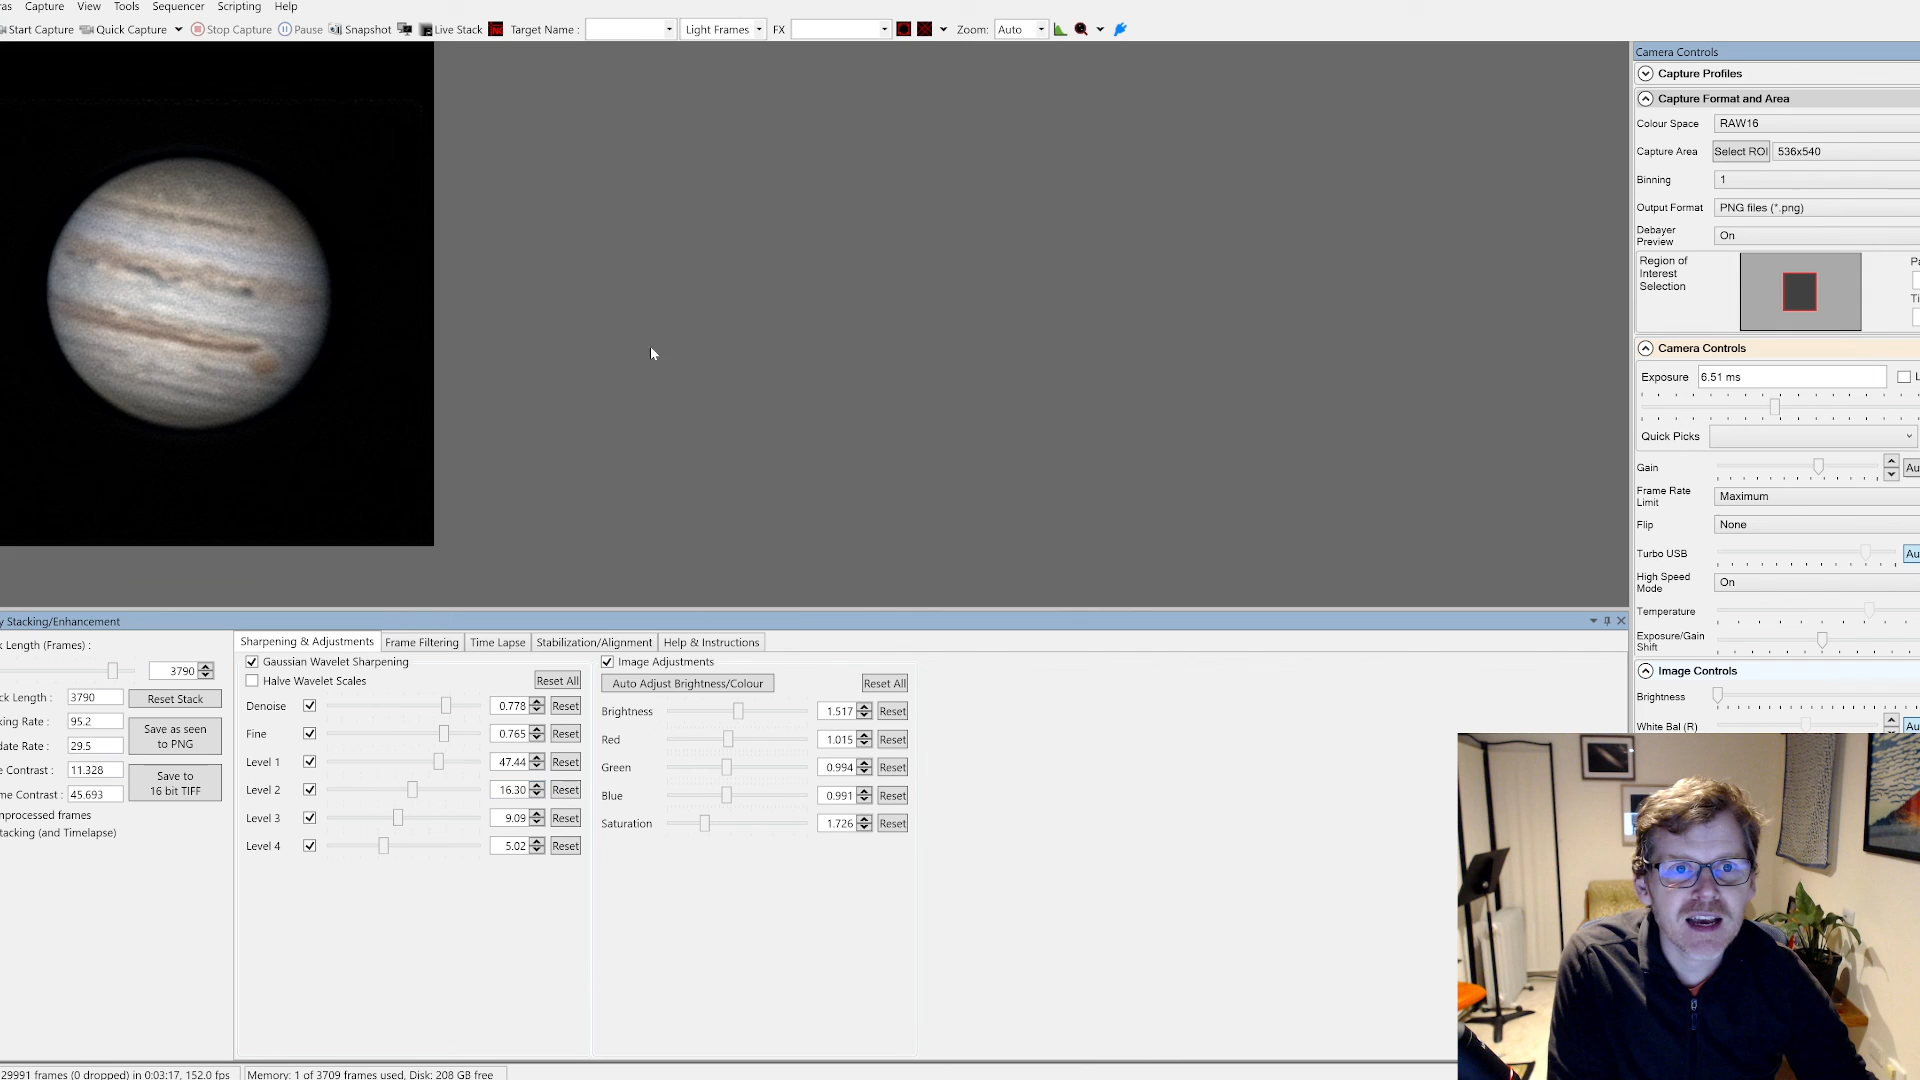 ras Capture View Tools Sequencer Scripting Help
Start Capture Quick Capture Stop Capture Pause Snapshot Live Stack Target Name : Light Frames FX Zoom: Auto
Camera Controls
Capture Profiles
Capture Format and Area
Colour Space RAW16
Capture Area Select ROI 536x540
Binning 1
Output Format PNG files (*.png)
Debayer
Preview
On
Region of
Interest
Selection
Pa
Ti
Camera Controls
Exposure 6.51 ms L
Quick Picks
Gain Au
Frame Rate
Limit
Maximum
Flip None
Turbo USB Au
High Speed
Mode
On
Temperature
Exposure/Gain
Shift
Image Controls
Brightness
White Bal (R) Au
y Stacking/Enhancement
k Length (Frames) :
3790
ck Length : 3790 Reset Stack
king Rate : 95.2
date Rate : 29.5
Save as seen
to PNG
e Contrast : 11.328
me Contrast : 45.693
Save to
16 bit TIFF
nprocessed frames
tacking (and Timelapse)
Sharpening & Adjustments Frame Filtering Time Lapse Stabilization/Alignment Help & Instructions
Gaussian Wavelet Sharpening
Halve Wavelet Scales Reset All
Denoise 0.778 Reset
Fine 0.765 Reset
Level 1 47.44 Reset
Level 2 16.30 Reset
Level 3 9.09 Reset
Level 4 5.02 Reset
Image Adjustments
Auto Adjust Brightness/Colour Reset All
Brightness 1.517 Reset
Red 1.015 Reset
Green 0.994 Reset
Blue 0.991 Reset
Saturation 1.726 Reset
29991 frames (0 dropped) in 0:03:17, 152.0 fps Memory: 1 of 3709 frames used, Disk: 208 GB free